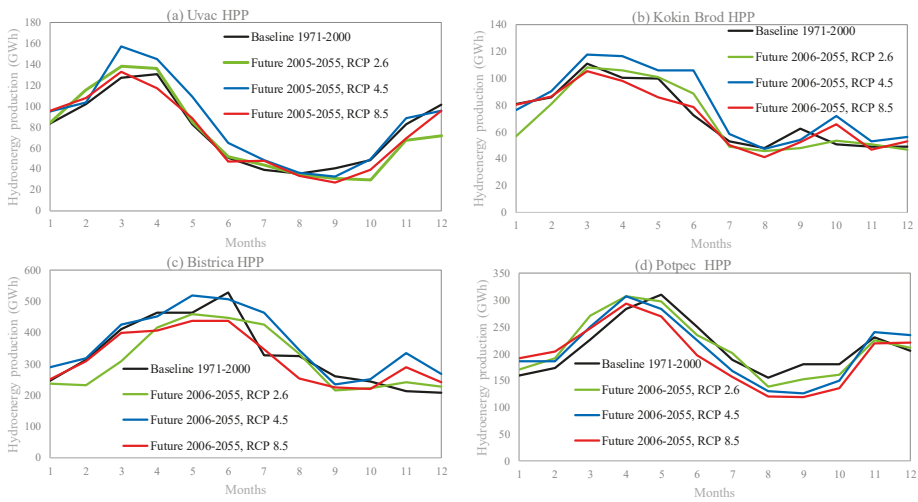 (a) Uvac HPP
Hydroenergy production (GWh)
180
160
140
120
100
80
60
40
20
0
Baseline 1971-2000
Future 2005-2055, RCP 2.6
Future 2005-2055, RCP 4.5
Future 2005-2055, RCP 8.5
1 2 3 4 5 6 7 8 9 10 11 12
Months
(b) Kokin Brod HPP
Hydroenergy production (GWh)
140
120
100
80
60
40
20
0
Baseline 1971-2000
Future 2006-2055, RCP 2.6
Future 2006-2055, RCP 4.5
Future 2006-2055, RCP 8.5
1 2 3 4 5 6 7 8 9 10 11 12
Months
(c) Bistrica HPP
Hydroenergy production (GWh)
600
500
400
300
200
100
0
Baseline 1971-2000
Future 2006-2055, RCP 2.6
Future 2006-2055, RCP 4.5
Future 2006-2055, RCP 8.5
1 2 3 4 5 6 7 8 9 10 11 12
Months
(d) Potpec HPP
Hydroenergy production (GWh)
350
300
250
200
150
100
50
0
Baseline 1971-2000
Future 2006-2055, RCP 2.6
Future 2006-2055, RCP 4.5
Future 2006-2055, RCP 8.5
1 2 3 4 5 6 7 8 9 10 11 12
Months